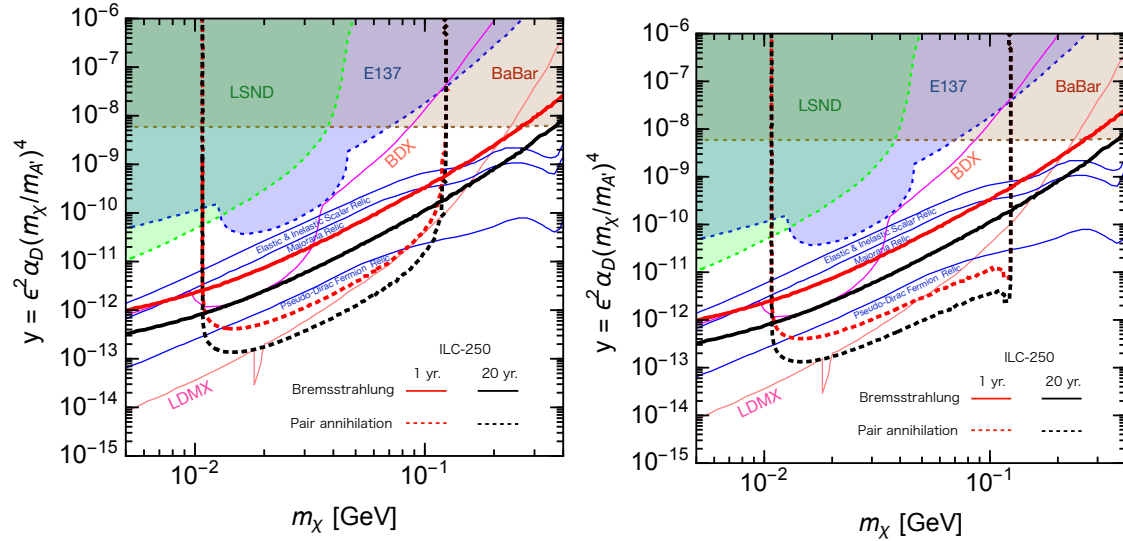 10⁻⁶
10⁻⁷
10⁻⁸
10⁻⁹
10⁻¹⁰
10⁻¹¹
10⁻¹²
10⁻¹³
10⁻¹⁴
10⁻¹⁵
y = ϵ² α_D(m_χ/m_A')⁴
LSND
E137
BaBar
BDX
Elastic & Inelastic Scalar Relic
Majorana Relic
Pseudo-Dirac Fermion Relic
LDMX
ILC-250
1 yr. 20 yr.
Bremsstrahlung
Pair annihilation
10⁻² 10⁻¹
m_χ [GeV]
10⁻⁶
10⁻⁷
10⁻⁸
10⁻⁹
10⁻¹⁰
10⁻¹¹
10⁻¹²
10⁻¹³
10⁻¹⁴
10⁻¹⁵
y = ϵ² α_D(m_χ/m_A')⁴
LSND
E137
BaBar
BDX
Elastic & Inelastic Scalar Relic
Majorana Relic
Pseudo-Dirac Fermion Relic
LDMX
ILC-250
1 yr. 20 yr.
Bremsstrahlung
Pair annihilation
10⁻² 10⁻¹
m_χ [GeV]